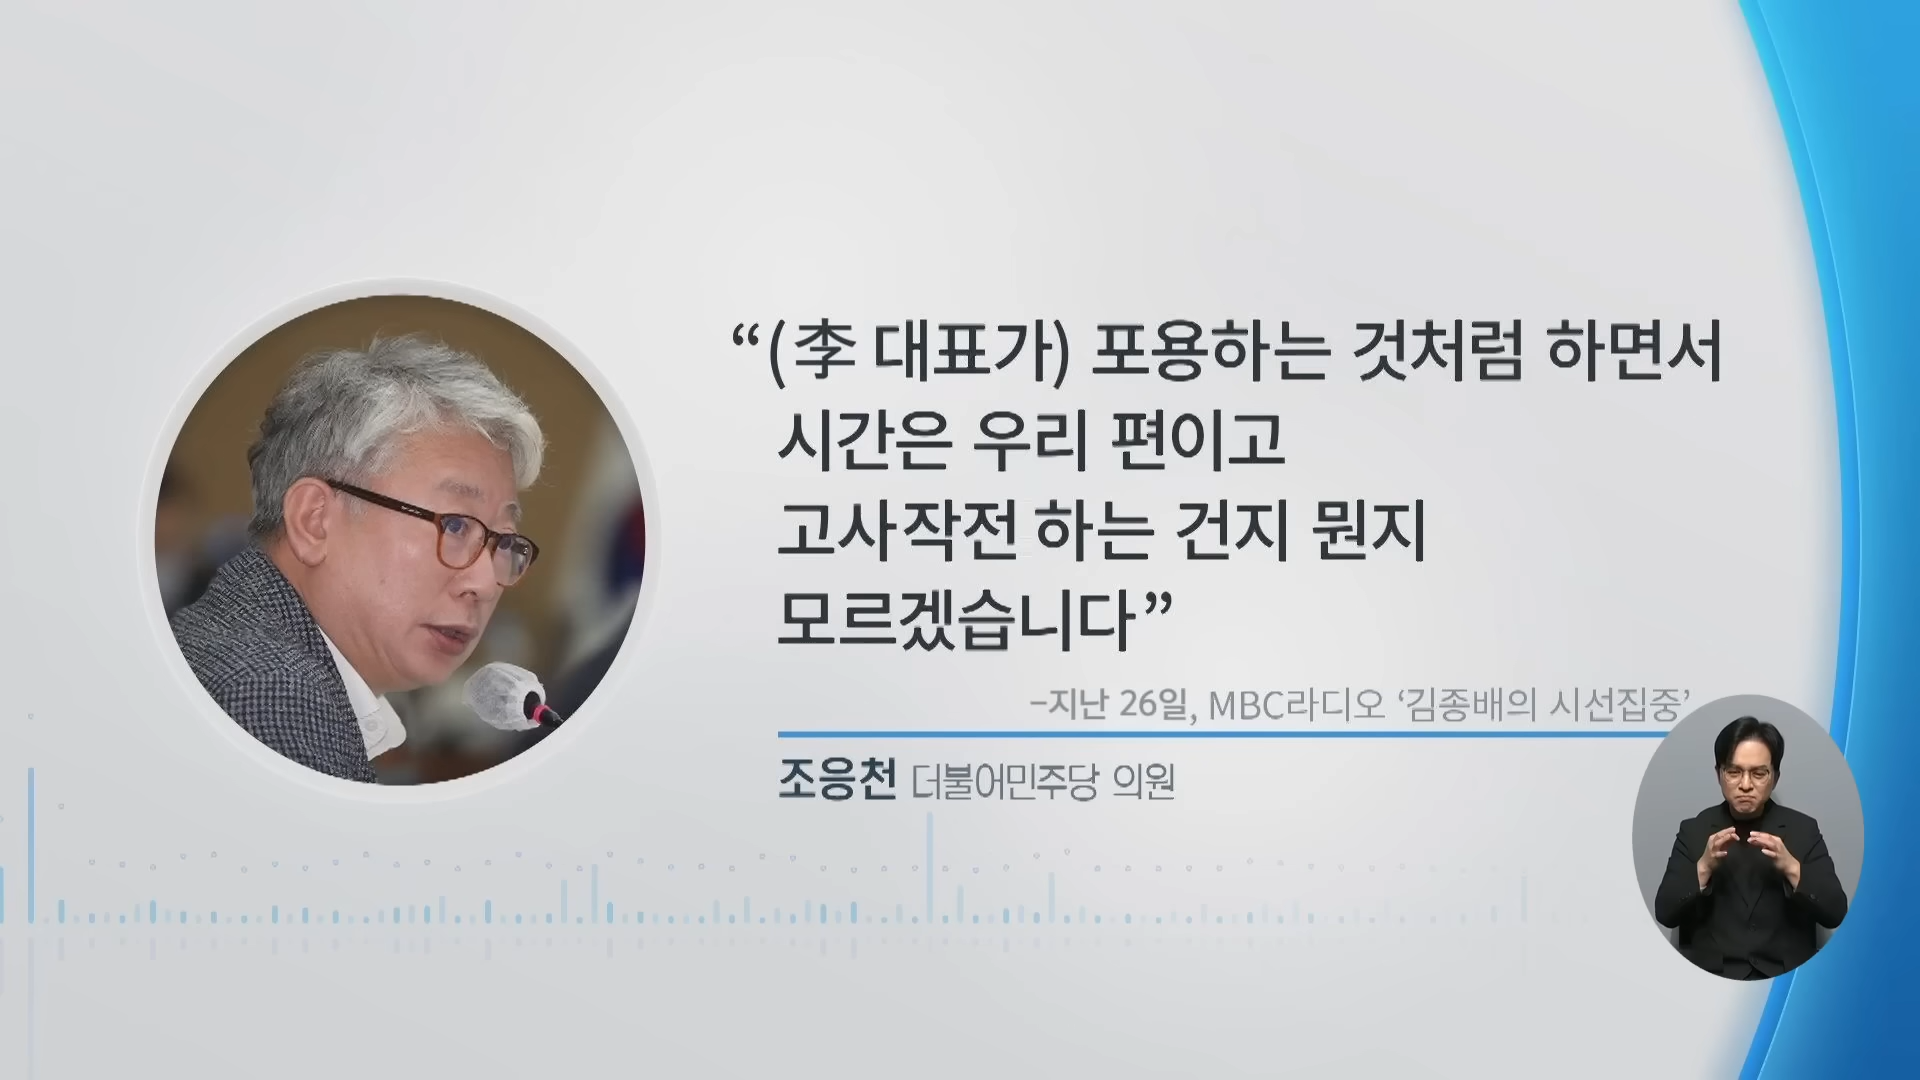 “(李 대표가) 포용하는 것처럼 하면서
시간은 우리 편이고
고사작전 하는 건지 뭔지
모르겠습니다”
–지난 26일, MBC라디오 ‘김종배의 시선집중’
조응천 더불어민주당 의원